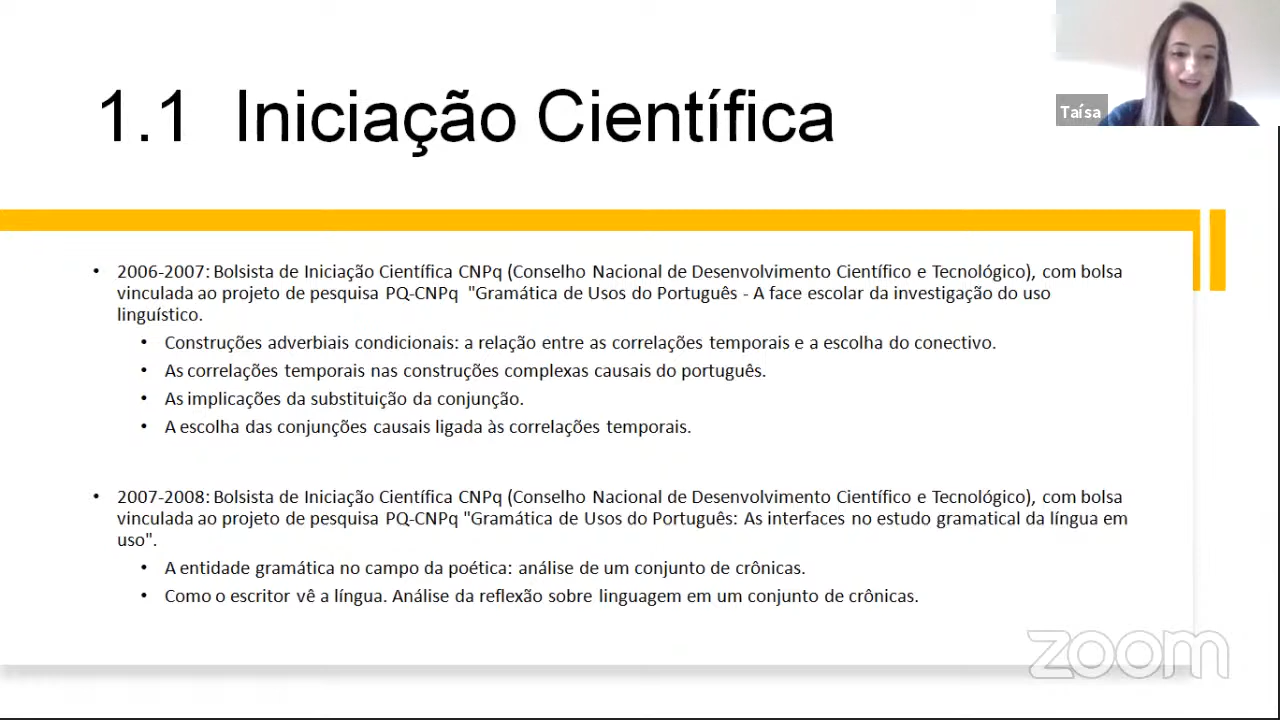 1.1 Iniciação Científica
Taísa
• 2006-2007: Bolsista de Iniciação Científica CNPq (Conselho Nacional de Desenvolvimento Científico e Tecnológico), com bolsa
vinculada ao projeto de pesquisa PQ-CNPq "Gramática de Usos do Português - A face escolar da investigação do uso
linguístico.
• Construções adverbiais condicionais: a relação entre as correlações temporais e a escolha do conectivo.
• As correlações temporais nas construções complexas causais do português.
• As implicações da substituição da conjunção.
• A escolha das conjunções causais ligada às correlações temporais.
• 2007-2008: Bolsista de Iniciação Científica CNPq (Conselho Nacional de Desenvolvimento Científico e Tecnológico), com bolsa
vinculada ao projeto de pesquisa PQ-CNPq "Gramática de Usos do Português: As interfaces no estudo gramatical da língua em
uso".
• A entidade gramática no campo da poética: análise de um conjunto de crônicas.
• Como o escritor vê a língua. Análise da reflexão sobre linguagem em um conjunto de crônicas.
zoom